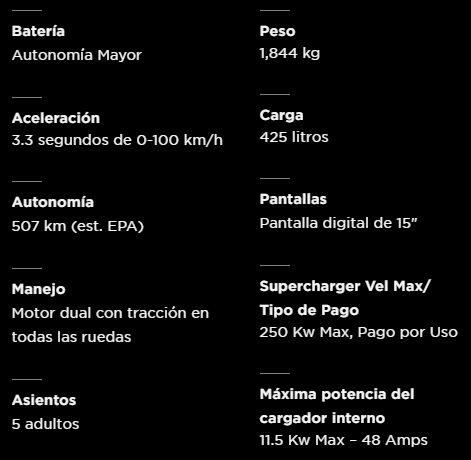 Batería
Autonomía Mayor
Aceleración
3.3 segundos de 0-100 km/h
Autonomía
507 km (est. EPA)
Manejo
Motor dual con tracción en
todas las ruedas
Asientos
5 adultos
Peso
1,844 kg
Carga
425 litros
Pantallas
Pantalla digital de 15"
Supercharger Vel Max/
Tipo de Pago
250 Kw Max, Pago por Uso
Máxima potencia del
cargador interno
11.5 Kw Max – 48 Amps